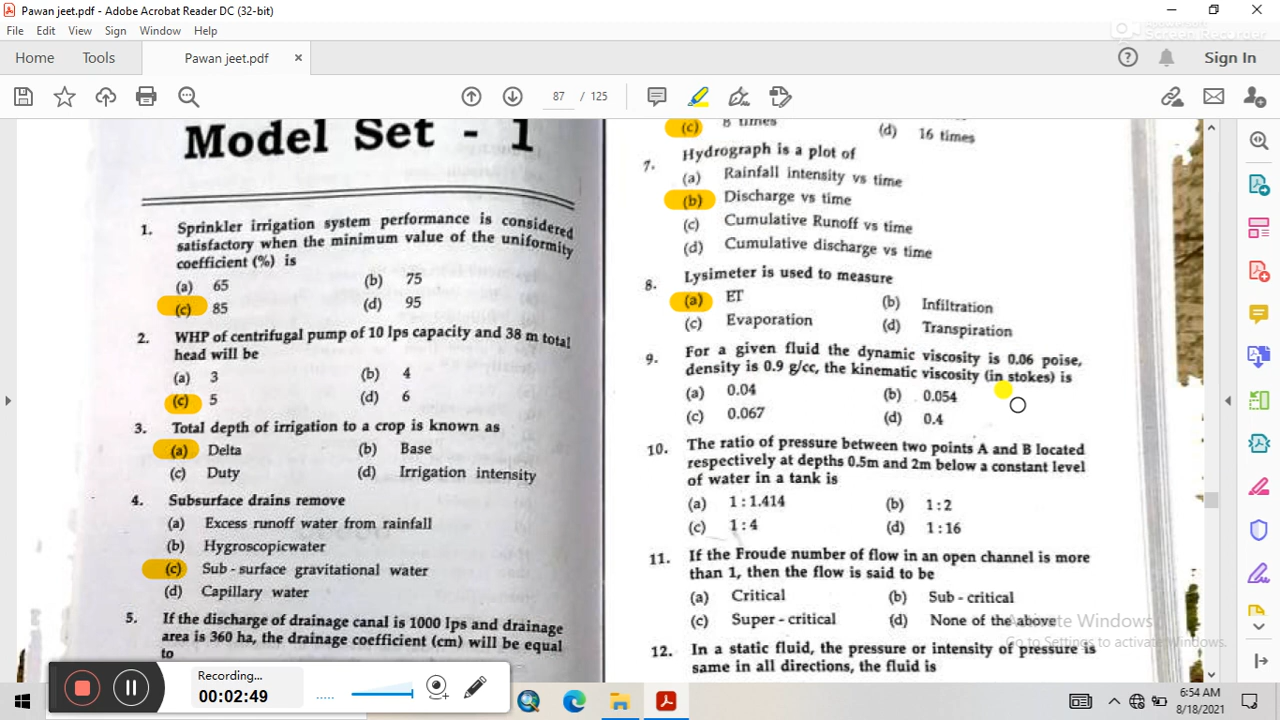 Pawan jeet.pdf - Adobe Acrobat Reader DC (32-bit)
File Edit View Sign Window Help
Screen Recorder
Home Tools Pawan jeet.pdf × Sign In
87 / 125
Model Set - 1
1. Sprinkler irrigation system performance is considered
satisfactory when the minimum value of the uniformity
coefficient (%) is
(a) 65 (b) 75
(c) 85 (d) 95
2. WHP of centrifugal pump of 10 lps capacity and 38 m total
head will be
(a) 3 (b) 4
(c) 5 (d) 6
3. Total depth of irrigation to a crop is known as
(a) Delta (b) Base
(c) Duty (d) Irrigation intensity
4. Subsurface drains remove
(a) Excess runoff water from rainfall
(b) Hygroscopicwater
(c) Sub - surface gravitational water
(d) Capillary water
5. If the discharge of drainage canal is 1000 lps and drainage
area is 360 ha, the drainage coefficient (cm) will be equal
to
(c) 8 times (d) 16 times
7. Hydrograph is a plot of
(a) Rainfall intensity vs time
(b) Discharge vs time
(c) Cumulative Runoff vs time
(d) Cumulative discharge vs time
8. Lysimeter is used to measure
(a) ET (b) Infiltration
(c) Evaporation (d) Transpiration
9. For a given fluid the dynamic viscosity is 0.06 poise,
density is 0.9 g/cc, the kinematic viscosity (in stokes) is
(a) 0.04 (b) 0.054
(c) 0.067 (d) 0.4
10. The ratio of pressure between two points A and B located
respectively at depths 0.5m and 2m below a constant level
of water in a tank is
(a) 1 : 1.414 (b) 1 : 2
(c) 1 : 4 (d) 1 : 16
11. If the Froude number of flow in an open channel is more
than 1, then the flow is said to be
(a) Critical (b) Sub - critical
(c) Super - critical (d) None of the above
12. In a static fluid, the pressure or intensity of pressure is
same in all directions, the fluid is
Activate Windows
Go to Settings to activate Windows.
Recording...
00:02:49
6:54 AM
8/18/2021